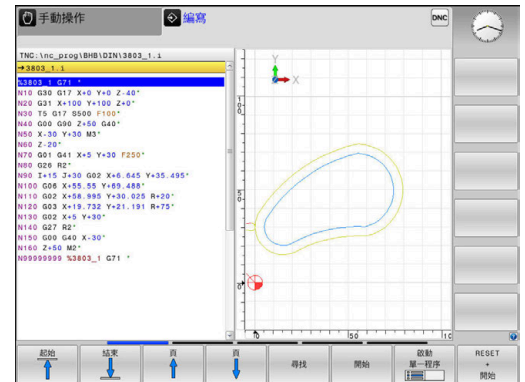 手動操作
編寫
DNC
TNC:\nc_prog\BHB\DIN\3803_1.i
→3803_1.i
%3803_1 G71 *
N10 G30 G17 X+0 Y+0 Z-40*
N20 G31 X+100 Y+100 Z+0*
N30 T5 G17 S500 F100*
N40 G00 G90 Z+50 G40*
N50 X-30 Y+30 M3*
N60 Z-20*
N70 G01 G41 X+5 Y+30 F250*
N80 G26 R2*
N90 I+15 J+30 G02 X+6.645 Y+35.495*
N100 G06 X+55.55 Y+69.488*
N110 G02 X+58.995 Y+30.025 R+20*
N120 G03 X+19.732 Y+21.191 R+75*
N130 G02 X+5 Y+30*
N140 G27 R2*
N150 G00 G40 X-30*
N160 Z+50 M2*
N99999999 %3803_1 G71 *
Y
X
100
50
0
0
50
起始
結束
頁
頁
尋找
開始
啟動
單一程序
RESET
+
開始